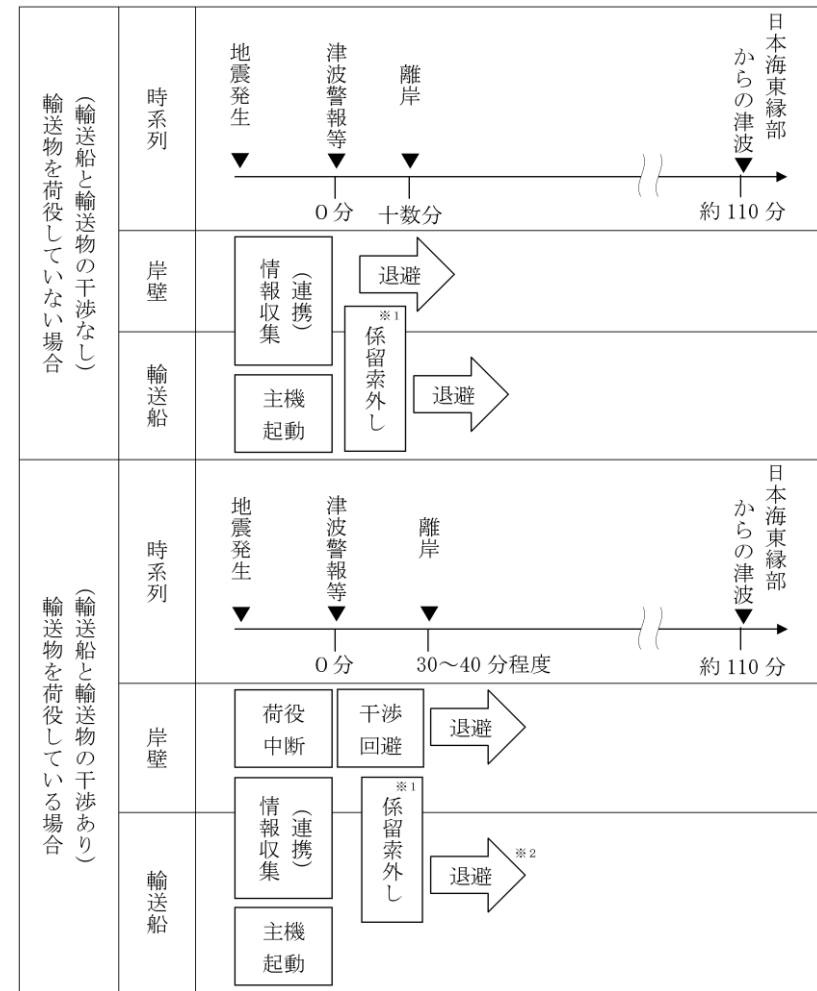 輸送物を荷役していない場合
（輸送船と輸送物の干渉なし）
時系列
地震発生
津波警報等
離岸
日本海東縁部
からの津波
0分
十数分
約110分
岸壁
情報収集
（連携）
退避
※1
係留索外し
輸送船
主機
起動
退避
輸送物を荷役している場合
（輸送船と輸送物の干渉あり）
時系列
地震発生
津波警報等
離岸
日本海東縁部
からの津波
0分
30～40分程度
約110分
岸壁
荷役
中断
干渉
回避
退避
情報収集
（連携）
※1
係留索外し
輸送船
退避
※2
主機
起動